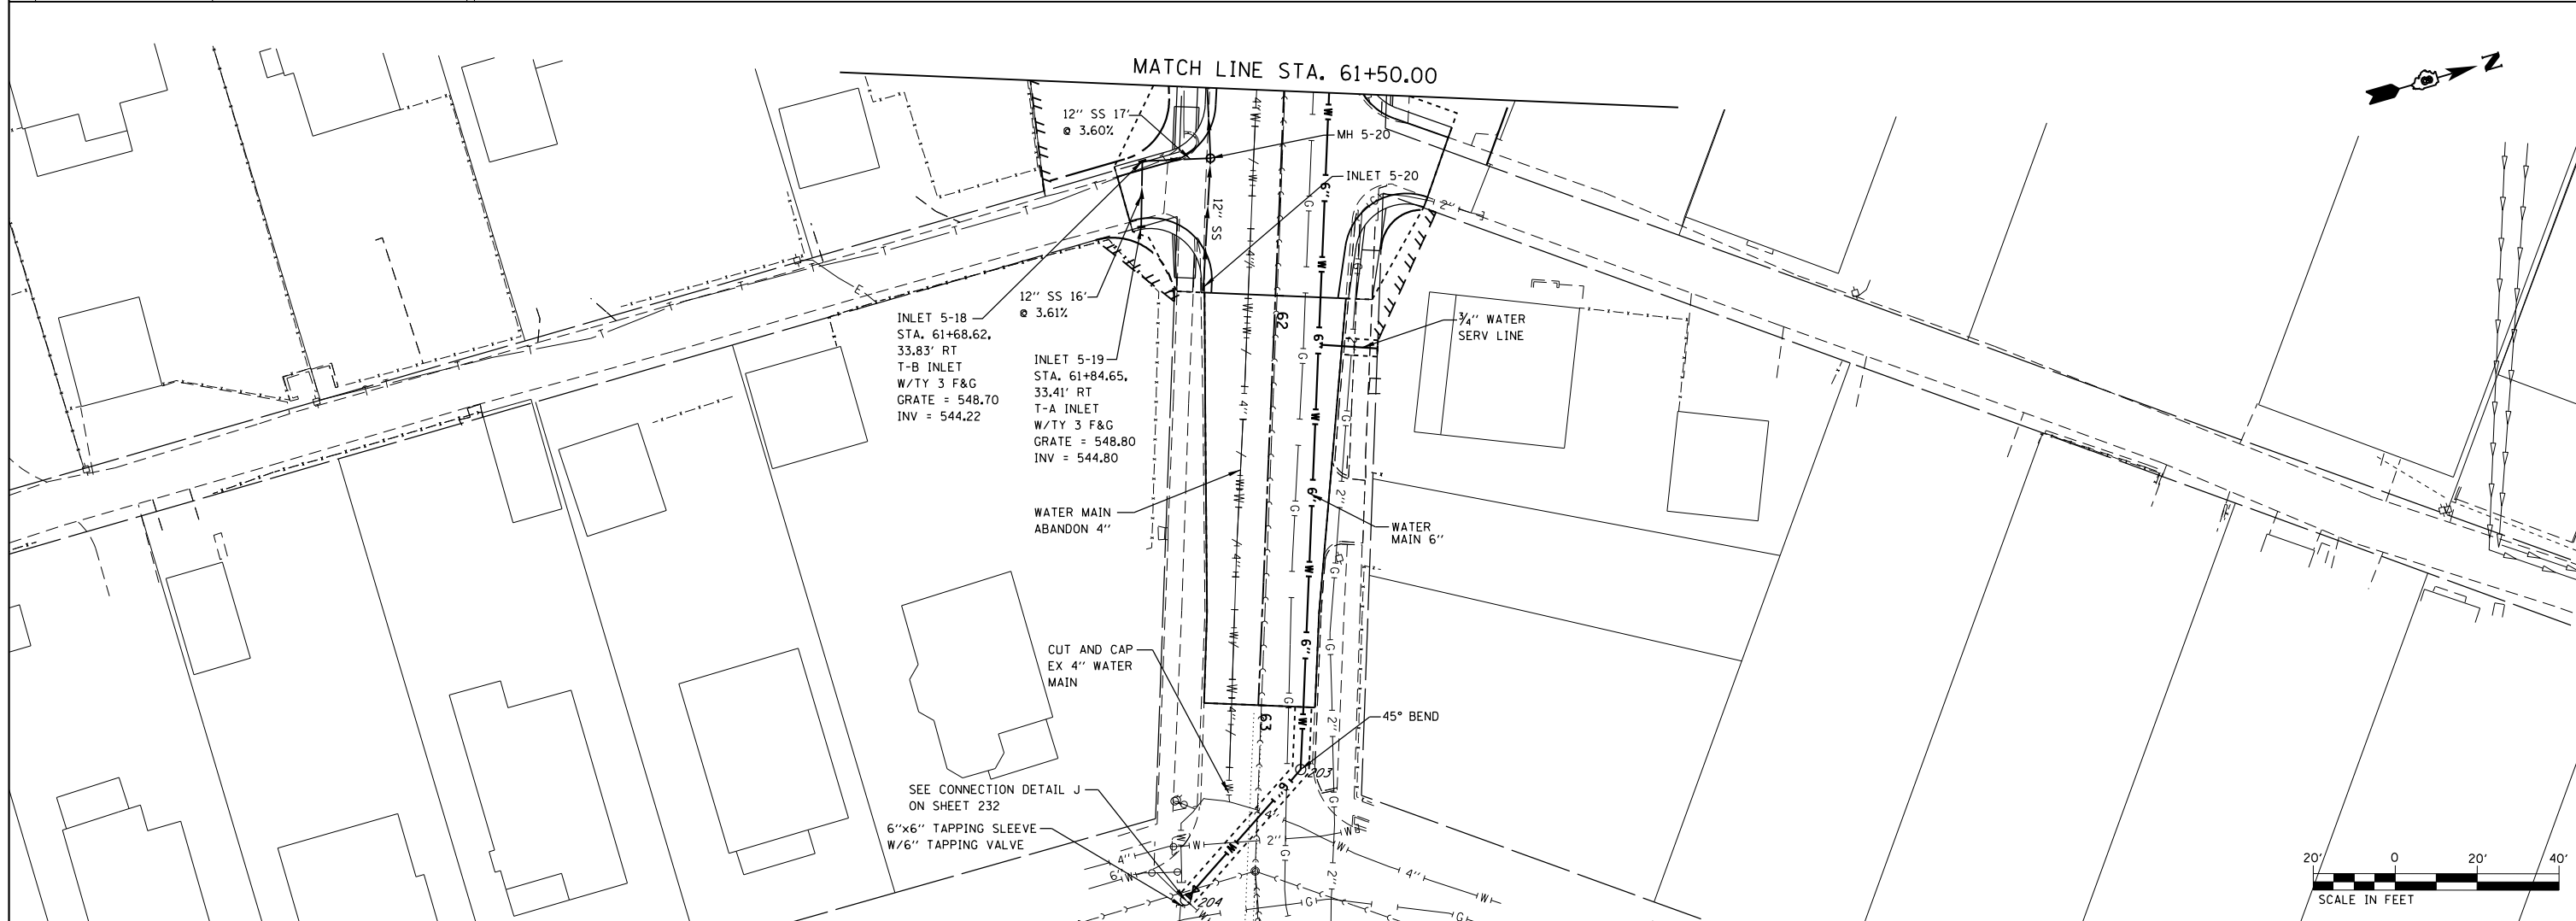 MATCH LINE STA. 61+50.00
N
12" SS 17'
@ 3.60%
MH 5-20
INLET 5-20
12" SS
2"
12" SS 16'
@ 3.61%
INLET 5-18
STA. 61+68.62,
33.83' RT
T-B INLET
W/TY 3 F&G
GRATE = 548.70
INV = 544.22
INLET 5-19
STA. 61+84.65,
33.41' RT
T-A INLET
W/TY 3 F&G
GRATE = 548.80
INV = 544.80
62
3/4" WATER
SERV LINE
WATER MAIN
ABANDON 4"
WATER
MAIN 6"
CUT AND CAP
EX 4" WATER
MAIN
63
45° BEND
203
SEE CONNECTION DETAIL J
ON SHEET 232
6"x6" TAPPING SLEEVE
W/6" TAPPING VALVE
204
20' 0 20' 40'
SCALE IN FEET